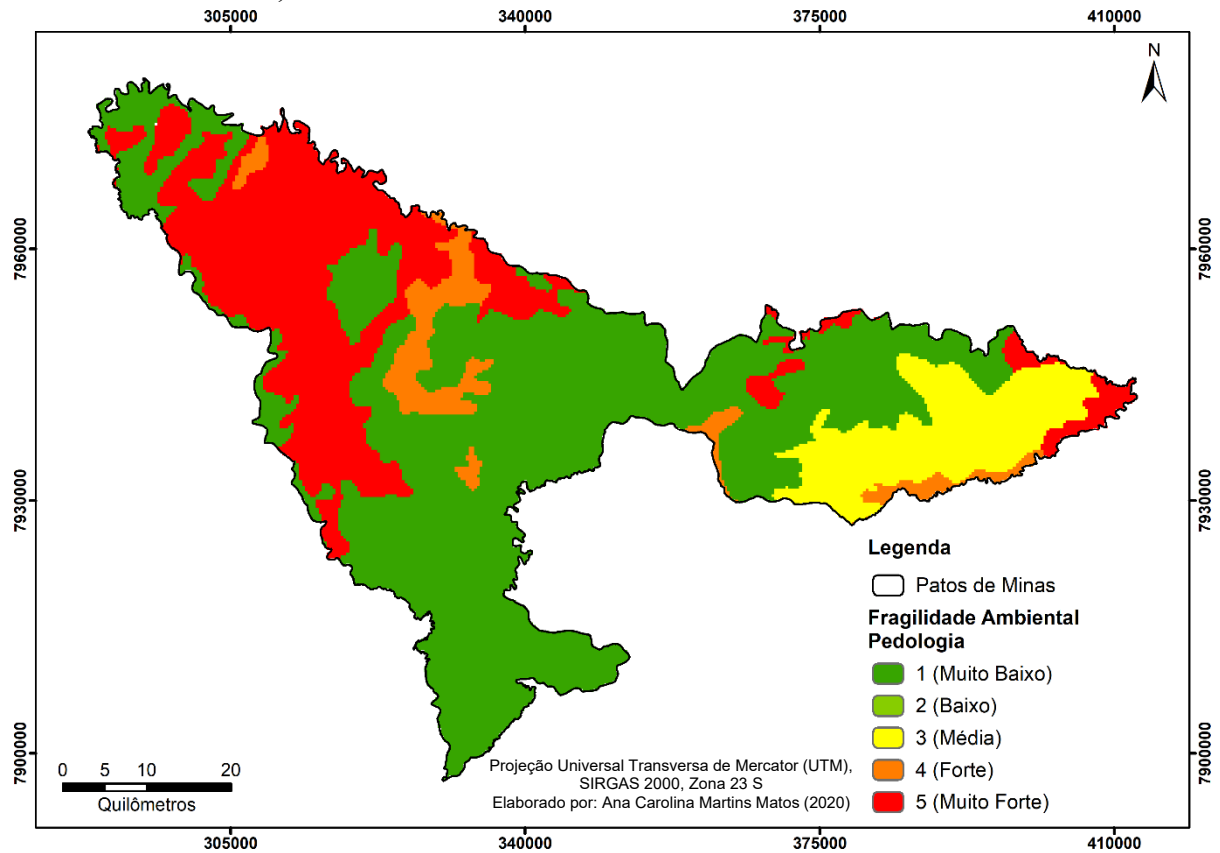 305000 340000 375000 410000
N
7960000 7960000
7930000 7930000
7900000 7900000
Legenda
Patos de Minas
Fragilidade Ambiental
Pedologia
1 (Muito Baixo)
2 (Baixo)
3 (Média)
4 (Forte)
5 (Muito Forte)
0 5 10 20
Quilômetros
Projeção Universal Transversa de Mercator (UTM),
SIRGAS 2000, Zona 23 S
Elaborado por: Ana Carolina Martins Matos (2020)
305000 340000 375000 410000